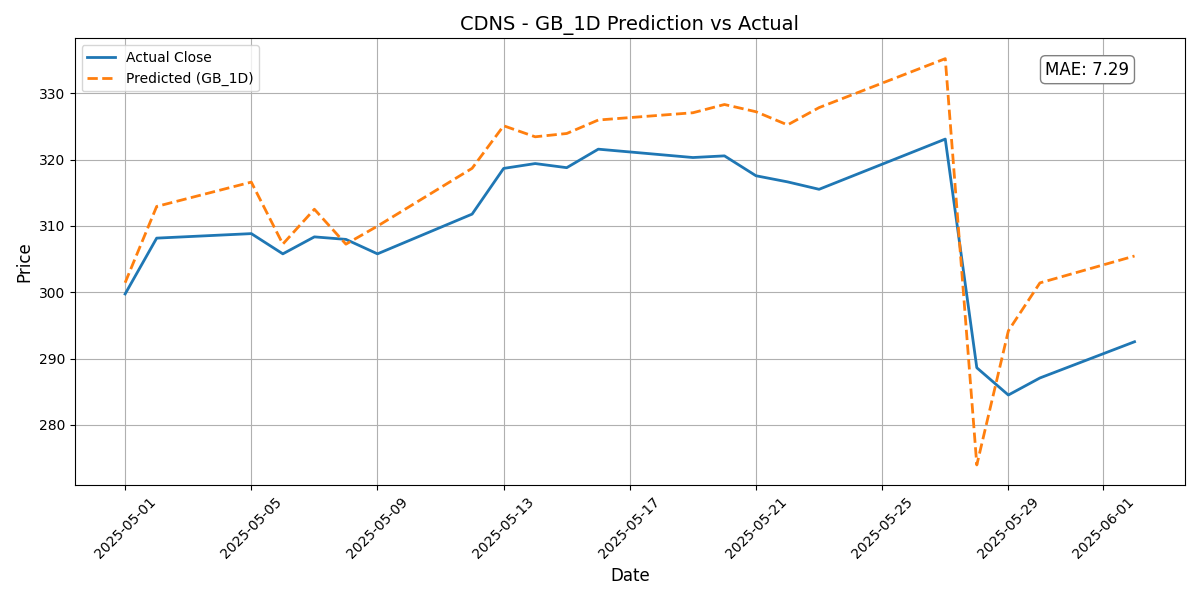 CDNS - GB_1D Prediction vs Actual
Actual Close
Predicted (GB_1D)
MAE: 7.29
Price
330
320
310
300
290
280
2025-05-01
2025-05-05
2025-05-09
2025-05-13
2025-05-17
2025-05-21
2025-05-25
2025-05-29
2025-06-01
Date